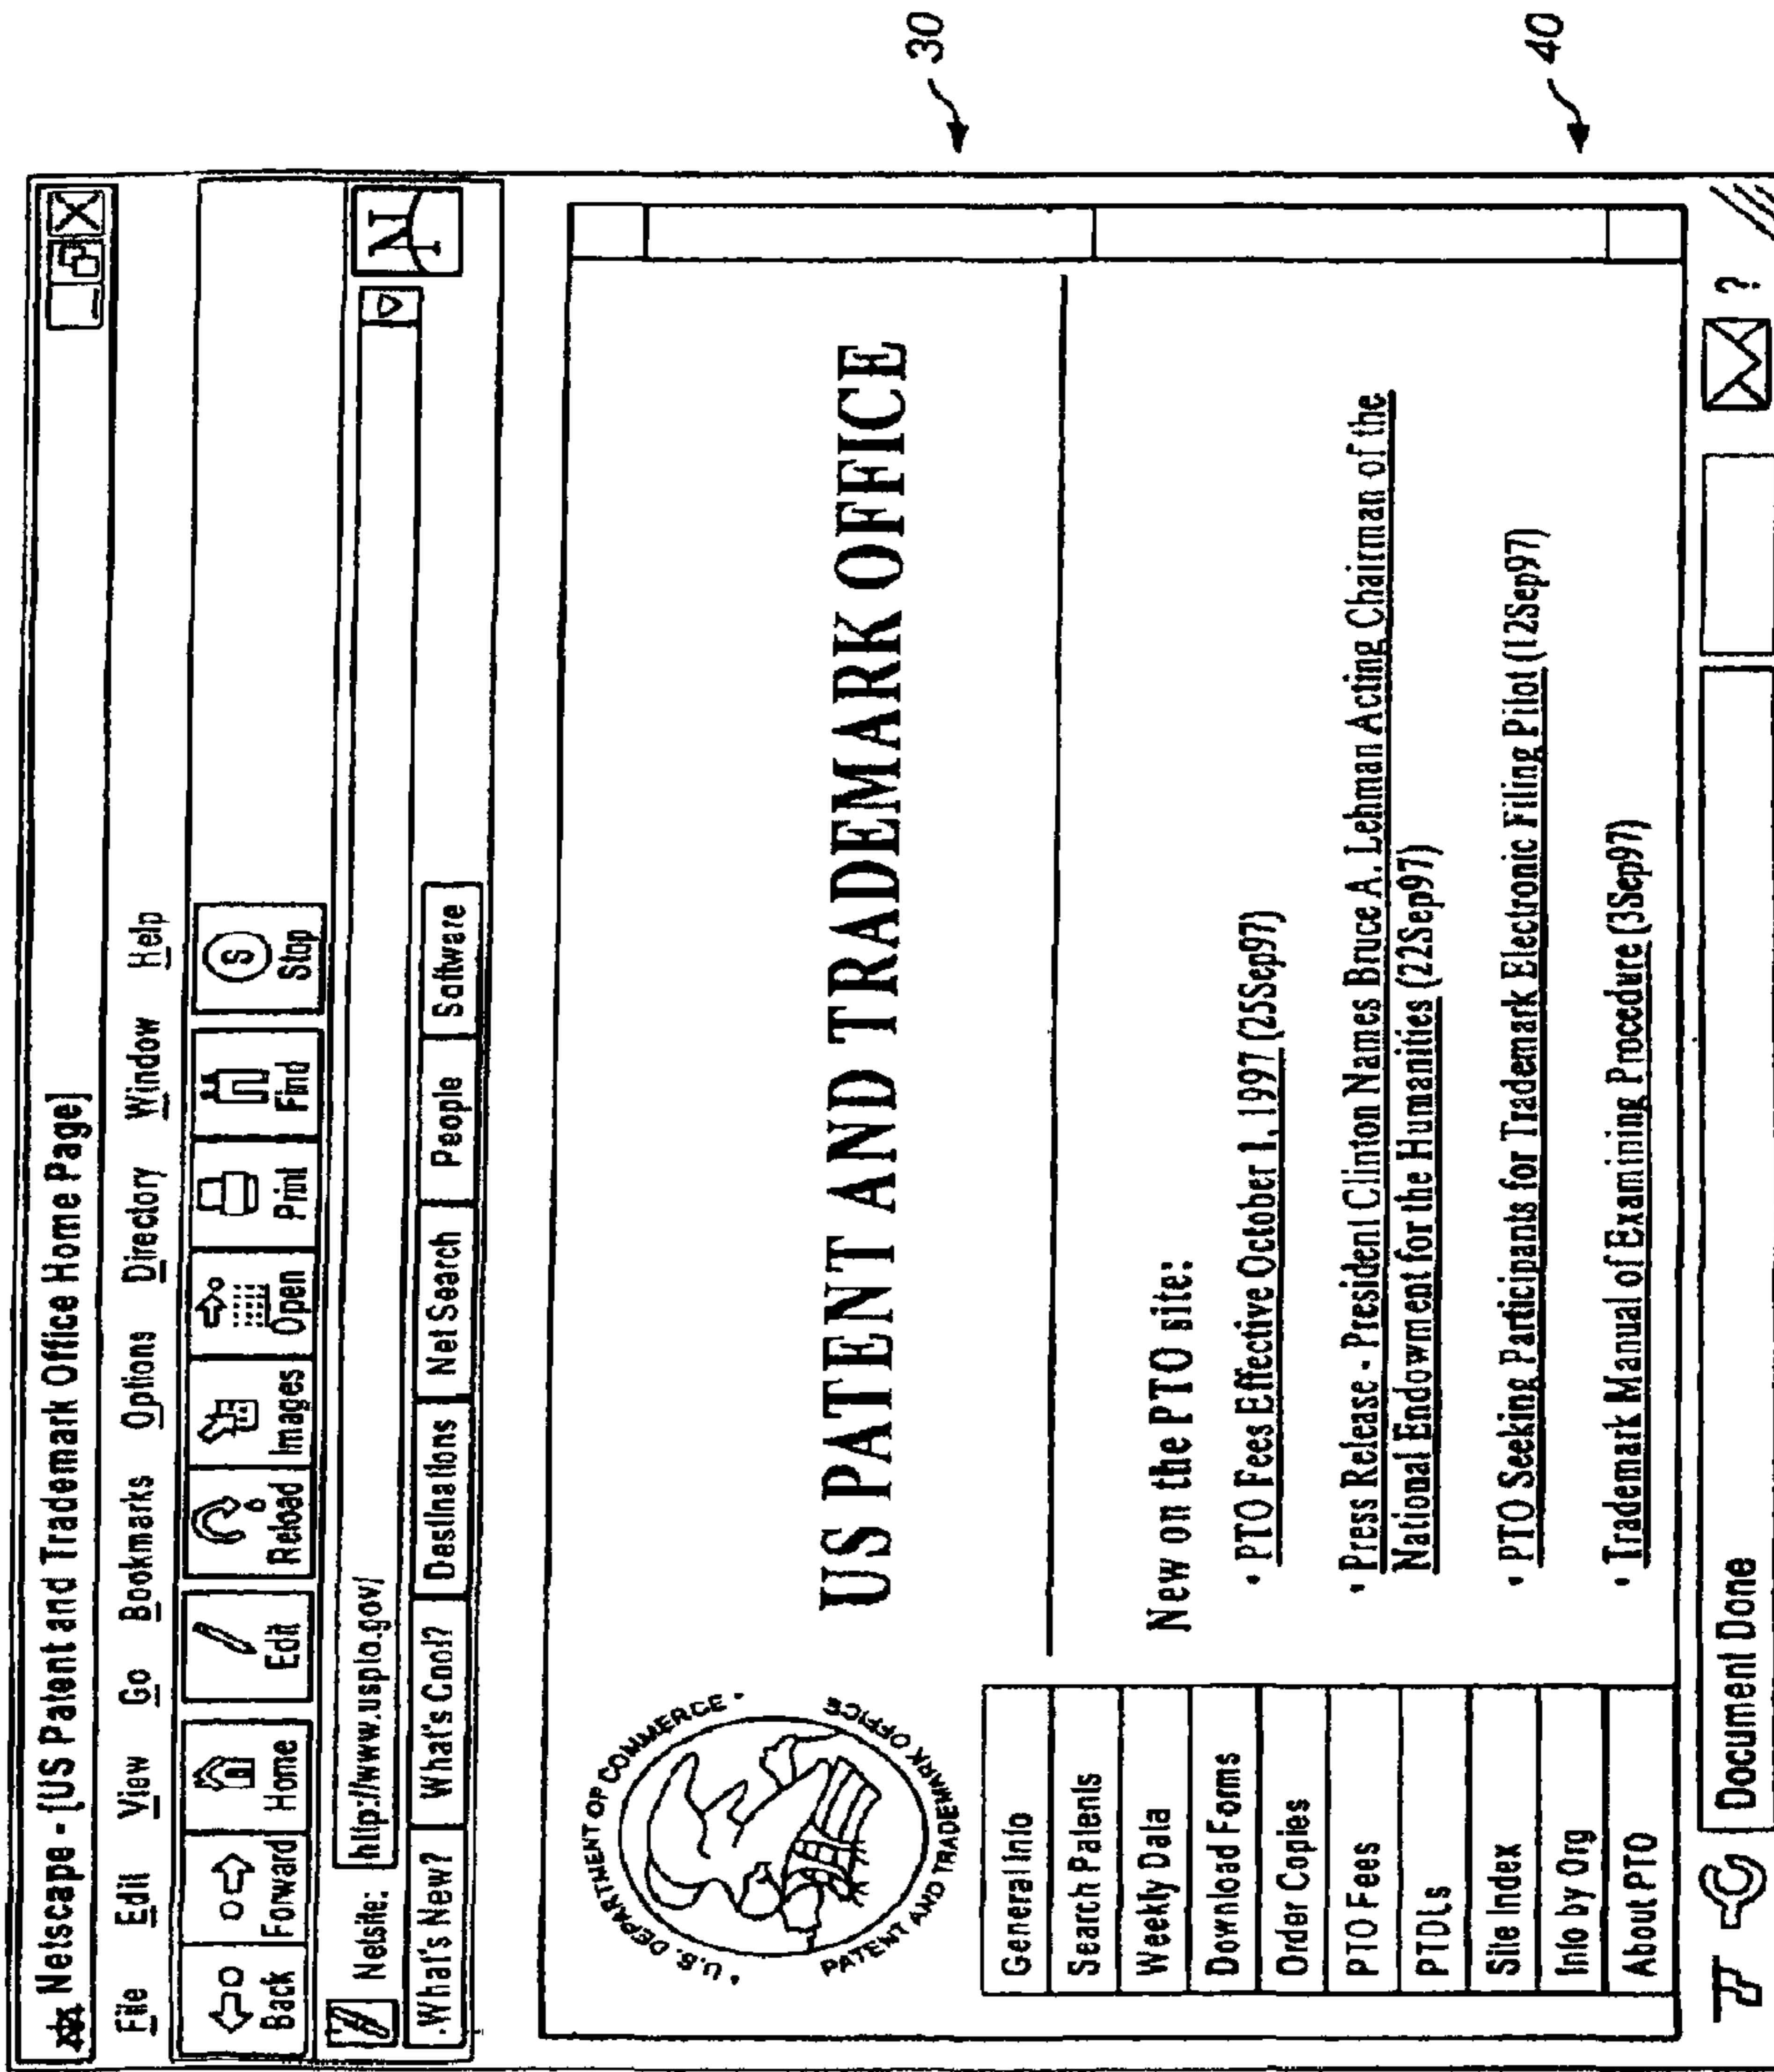 Netscape - [US Patent and Trademark Office Home Page]
File Edit View Go Bookmarks Options Directory Window Help
Back Forward Home Edit Reload Images Open Print Find Stop
S
Netsite: http://www.uspto.gov/
N
What's New? What's Cool? Destinations Net Search People Software
• U.S. DEPARTMENT OF COMMERCE •
PATENT AND TRADEMARK OFFICE
US PATENT AND TRADEMARK OFFICE
30
General Info
Search Patents
Weekly Data
Download Forms
Order Copies
PTO Fees
PTDLs
Site Index
Info by Org
About PTO
New on the PTO site:
• PTO Fees Effective October 1, 1997 (25Sep97)
• Press Release - President Clinton Names Bruce A. Lehman Acting Chairman of the
National Endowment for the Humanities (22Sep97)
• PTO Seeking Participants for Trademark Electronic Filing Pilot (12Sep97)
• Trademark Manual of Examining Procedure (3Sep97)
40
Document Done
?